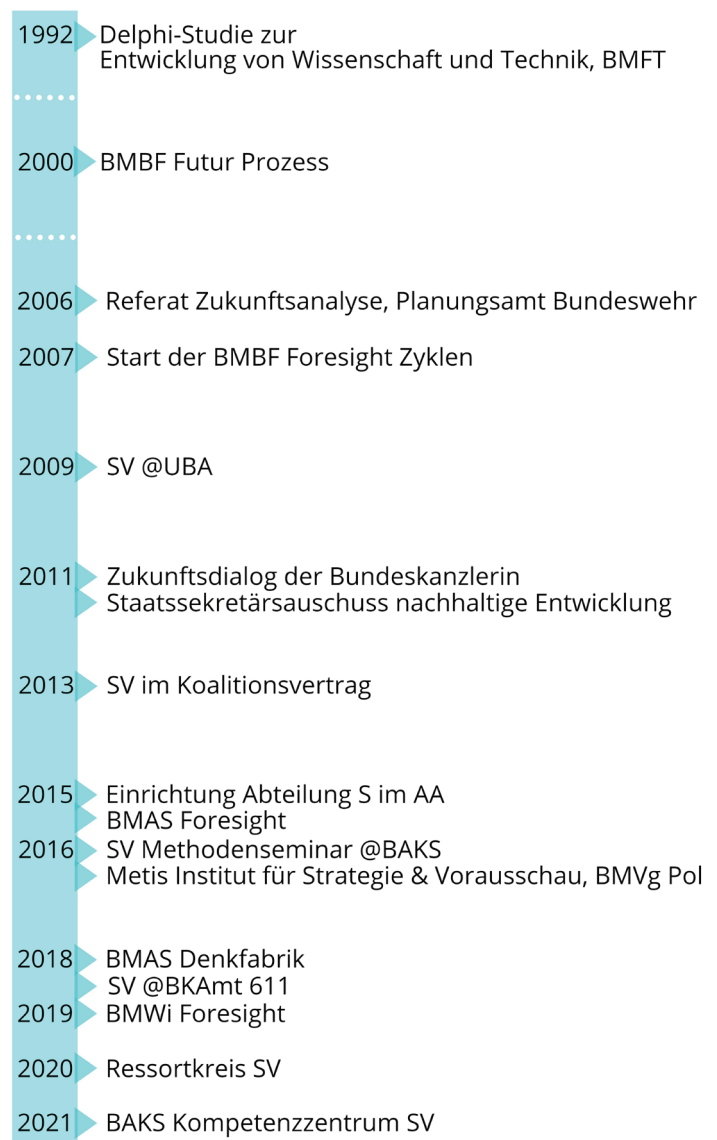 1992 Delphi-Studie zur
Entwicklung von Wissenschaft und Technik, BMFT
2000 BMBF Futur Prozess
2006 Referat Zukunftsanalyse, Planungsamt Bundeswehr
2007 Start der BMBF Foresight Zyklen
2009 SV @UBA
2011 Zukunftsdialog der Bundeskanzlerin
Staatssekretärsauschuss nachhaltige Entwicklung
2013 SV im Koalitionsvertrag
2015 Einrichtung Abteilung S im AA
BMAS Foresight
2016 SV Methodenseminar @BAKS
Metis Institut für Strategie & Vorausschau, BMVg Pol
2018 BMAS Denkfabrik
SV @BKAmt 611
2019 BMWi Foresight
2020 Ressortkreis SV
2021 BAKS Kompetenzzentrum SV